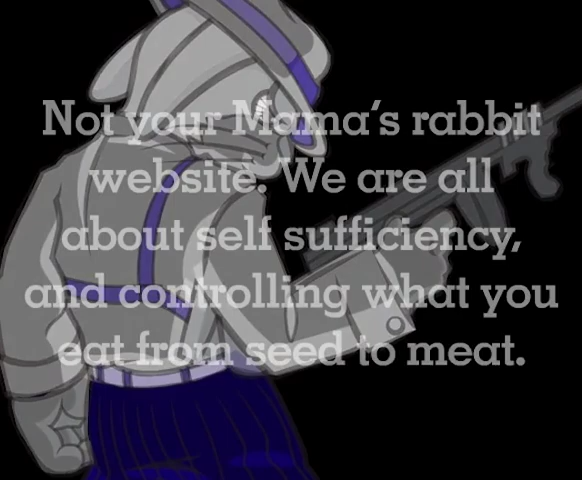 Not your Mama's rabbit
website. We are all
about self sufficiency,
and controlling what you
eat from seed to meat.